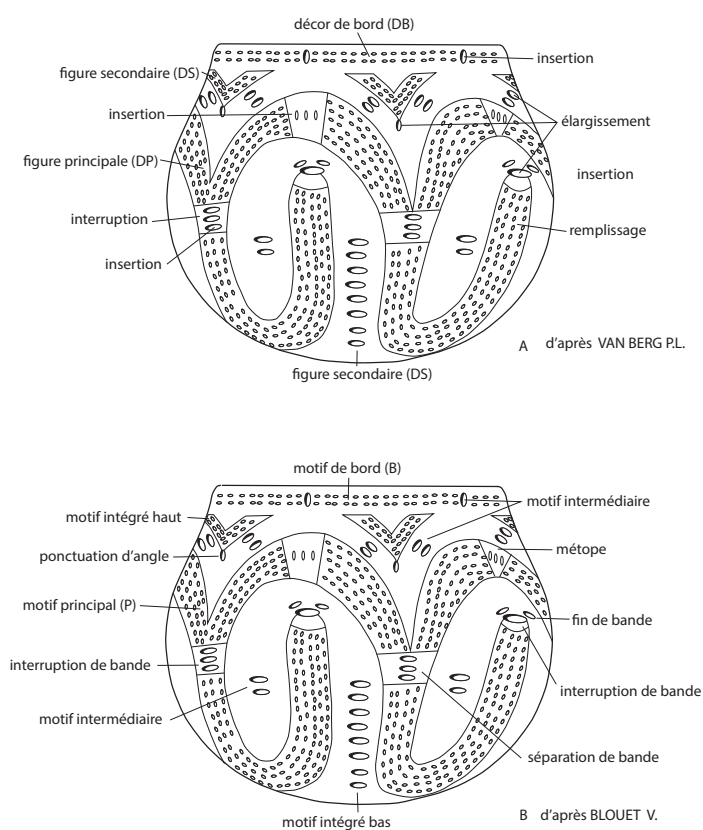 décor de bord (DB)
insertion
figure secondaire (DS)
insertion
élargissement
figure principale (DP)
insertion
interruption
remplissage
insertion
A d'après VAN BERG P.L.
figure secondaire (DS)
motif de bord (B)
motif intermédiaire
motif intégré haut
ponctuation d'angle
métope
motif principal (P)
fin de bande
interruption de bande
interruption de bande
motif intermédiaire
séparation de bande
B d'après BLOUET V.
motif intégré bas